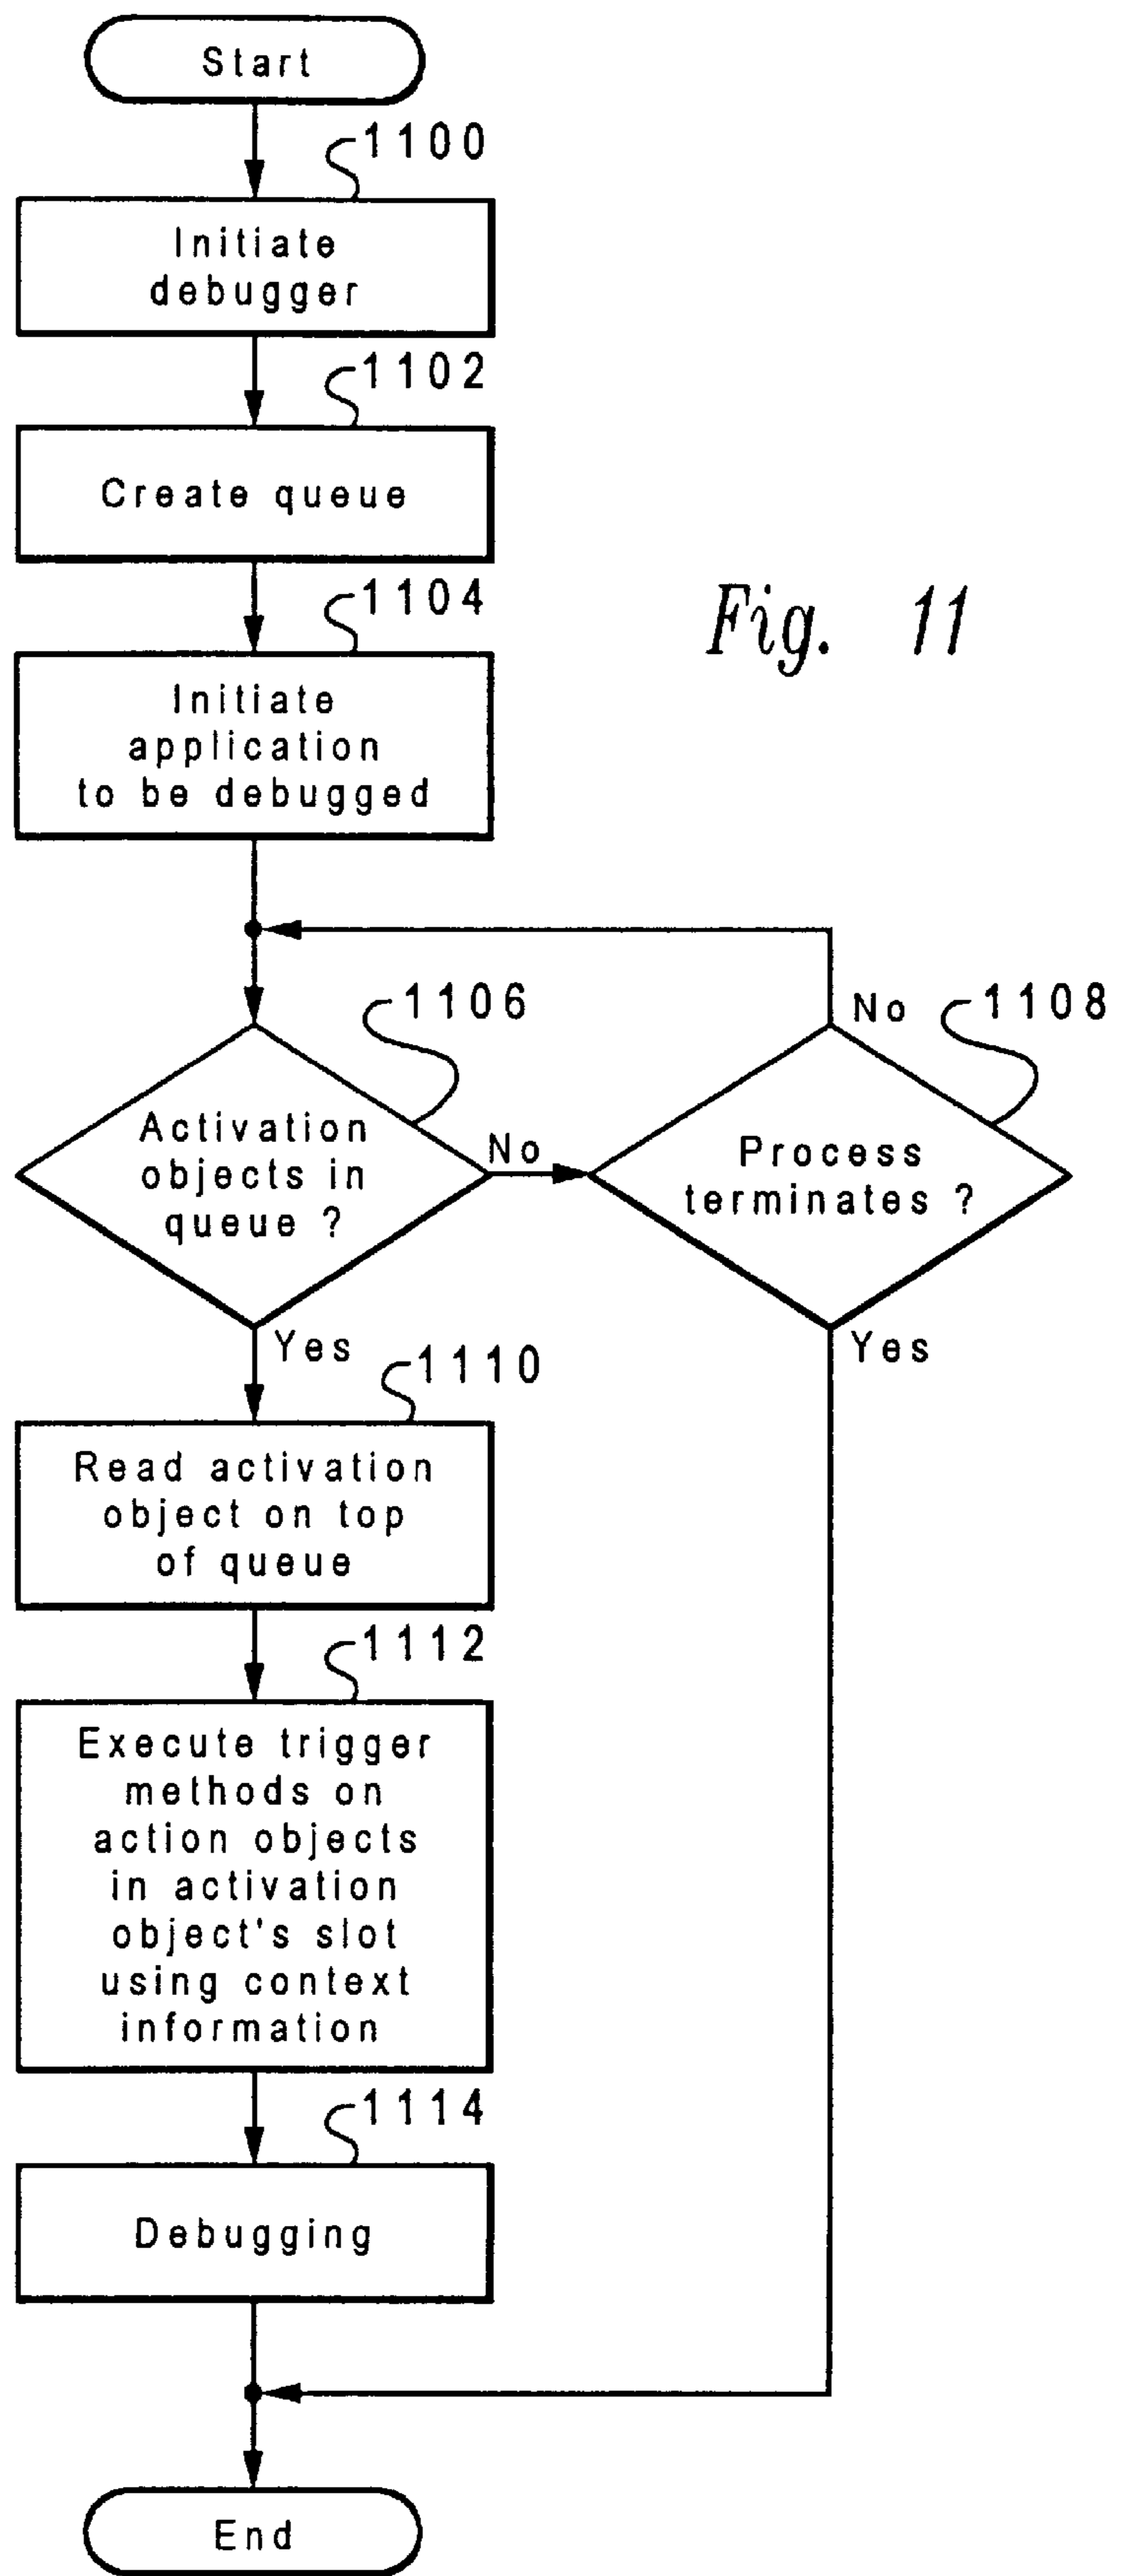 Start
1100
Initiate
debugger
1102
Create queue
1104
Initiate
application
to be debugged
Fig. 11
1106
Activation
objects in
queue ?
No
Yes
1108
No
Process
terminates ?
Yes
1110
Read activation
object on top
of queue
1112
Execute trigger
methods on
action objects
in activation
object's slot
using context
information
1114
Debugging
End